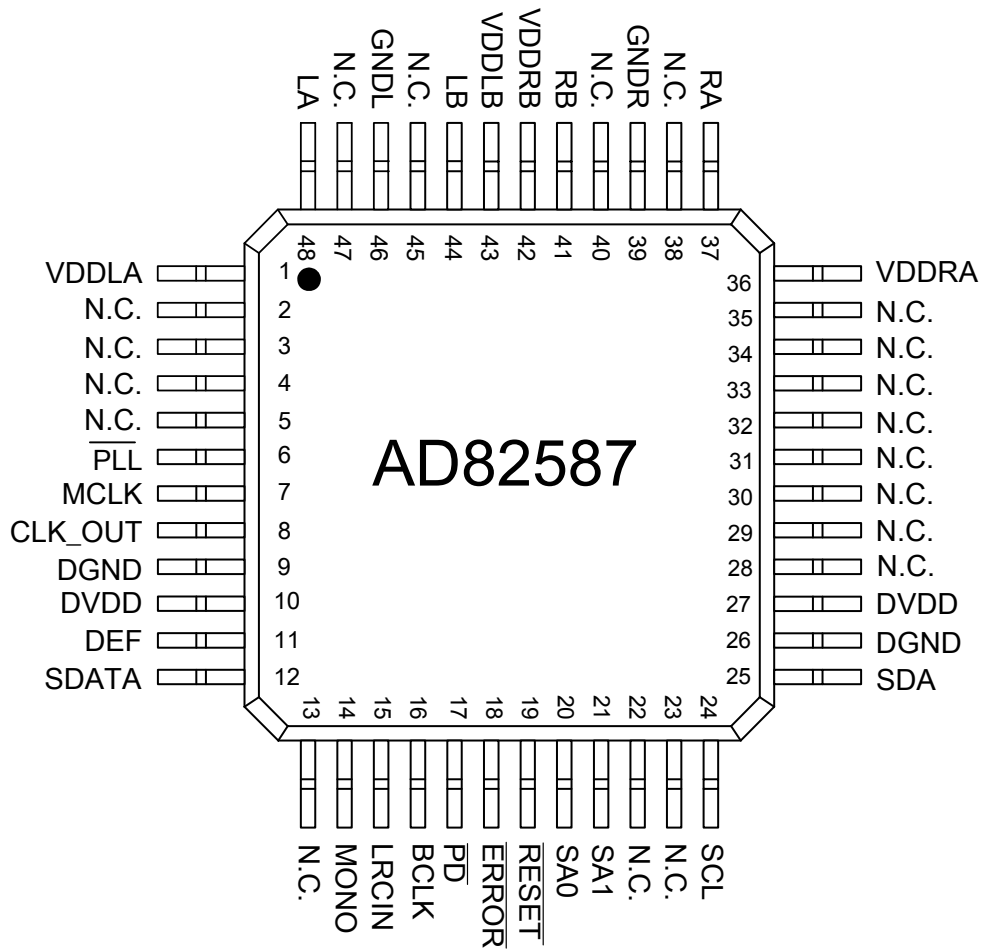 LA
N.C.
GNDL
N.C.
LB
VDDLB
VDDRB
RB
N.C.
GNDR
N.C.
RA
48
47
46
45
44
43
42
41
40
39
38
37
VDDLA 1
N.C. 2
N.C. 3
N.C. 4
N.C. 5
PLL 6
MCLK 7
CLK_OUT 8
DGND 9
DVDD 10
DEF 11
SDATA 12
AD82587
36 VDDRA
35 N.C.
34 N.C.
33 N.C.
32 N.C.
31 N.C.
30 N.C.
29 N.C.
28 N.C.
27 DVDD
26 DGND
25 SDA
13
14
15
16
17
18
19
20
21
22
23
24
N.C.
MONO
LRCIN
BCLK
PD
ERROR
RESET
SA0
SA1
N.C.
N.C.
SCL